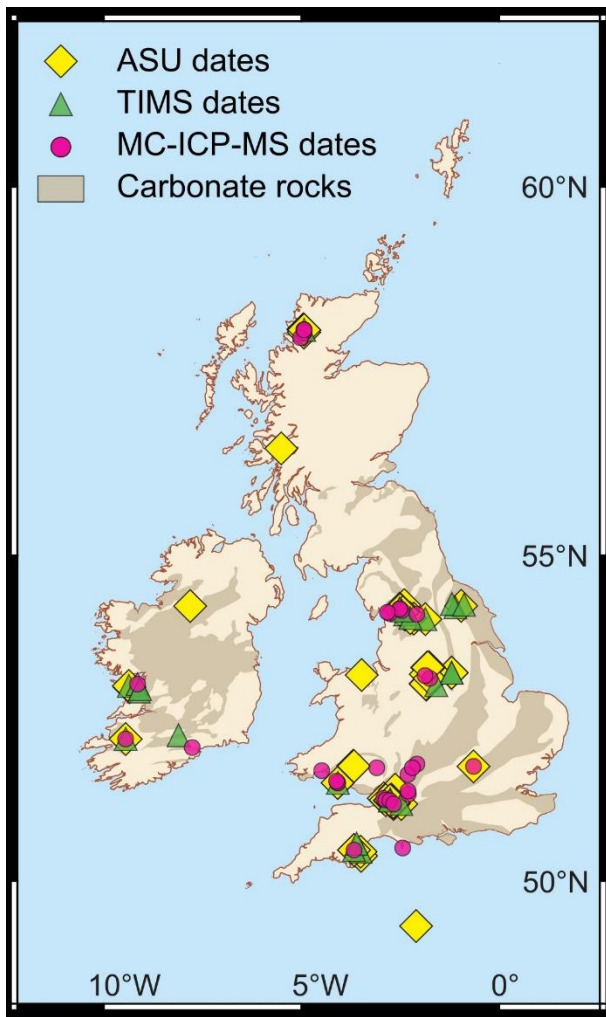 ASU dates
TIMS dates
MC-ICP-MS dates
Carbonate rocks
60°N
55°N
50°N
10°W 5°W 0°